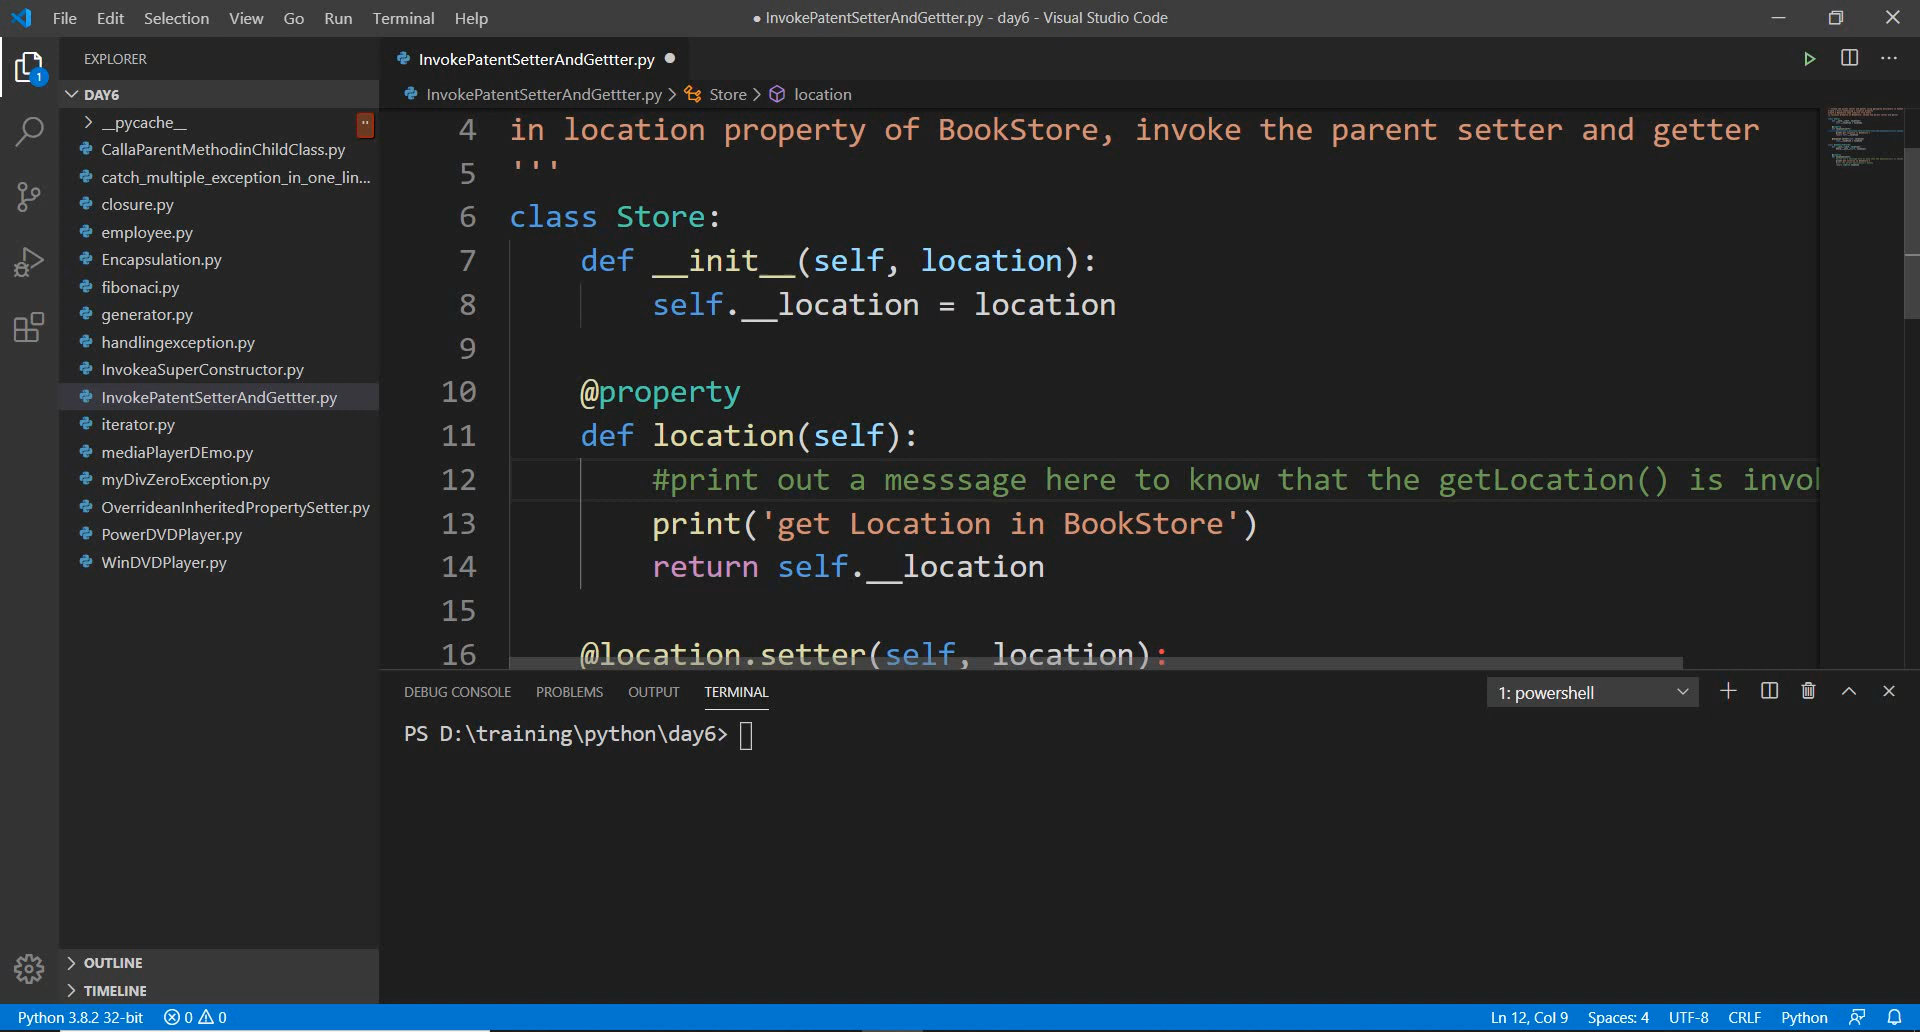 File Edit Selection View Go Run Terminal Help
● InvokePatentSetterAndGettter.py - day6 - Visual Studio Code
EXPLORER
DAY6
__pycache__
CallaParentMethodinChildClass.py
catch_multiple_exception_in_one_lin...
closure.py
employee.py
Encapsulation.py
fibonaci.py
generator.py
handlingexception.py
InvokeaSuperConstructor.py
InvokePatentSetterAndGettter.py
iterator.py
mediaPlayerDEmo.py
myDivZeroException.py
OverrideanInheritedPropertySetter.py
PowerDVDPlayer.py
WinDVDPlayer.py
OUTLINE
TIMELINE
InvokePatentSetterAndGettter.py
InvokePatentSetterAndGettter.py > Store > location
4 in location property of BookStore, invoke the parent setter and getter
5 '''
6 class Store:
7 def __init__(self, location):
8 self.__location = location
9
10 @property
11 def location(self):
12 #print out a messsage here to know that the getLocation() is invo
13 print('get Location in BookStore')
14 return self.__location
15
16 @location.setter(self, location):
DEBUG CONSOLE PROBLEMS OUTPUT TERMINAL
1: powershell
PS D:\training\python\day6>
1
Python 3.8.2 32-bit 0 0
Ln 12, Col 9 Spaces: 4 UTF-8 CRLF Python